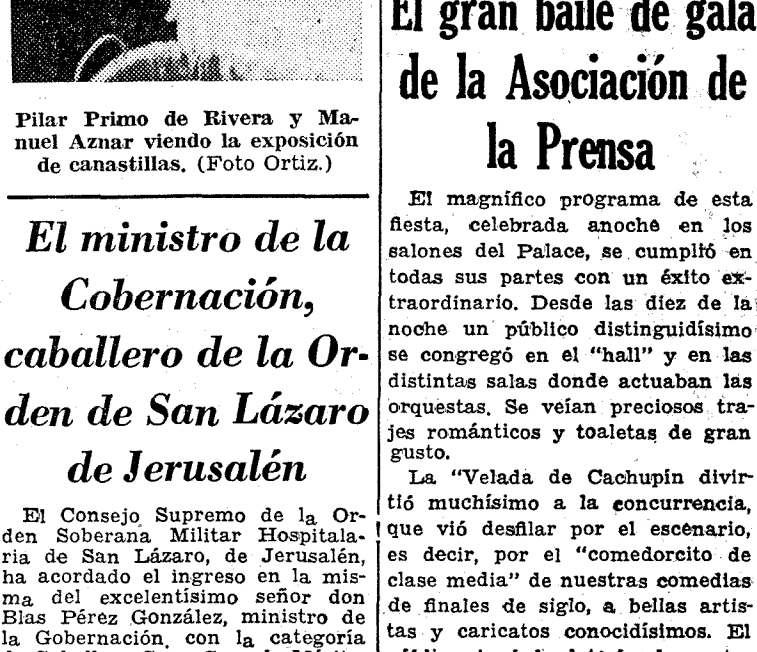 Pilar Primo de Rivera y Ma-
nuel Aznar viendo la exposición
de canastillas. (Foto Ortiz.)
El ministro de la
Cobernación,
caballero de la Or-
den de San Lázaro
de Jerusalén
El Consejo Supremo de la Or-
den Soberana Militar Hospitala-
ria de San Lázaro, de Jerusalén,
ha acordado el ingreso en la mis-
ma del excelentísimo señor don
Blas Pérez González, ministro de
la Gobernación, con la categoría
El gran baile de gala
de la Asociación de
la Prensa
El magnífico programa de esta
fiesta, celebrada anoche en los
salones del Palace, se cumplió en
todas sus partes con un éxito ex-
traordinario. Desde las diez de la
noche un público distinguidísimo
se congregó en el "hall" y en las
distintas salas donde actuaban las
orquestas. Se veían preciosos tra-
jes románticos y toaletas de gran
gusto.
La "Velada de Cachupín divir-
tió muchísimo a la concurrencia,
que vió desfilar por el escenario,
es decir, por el "comedorcito de
clase media" de nuestras comedias
de finales de siglo, a bellas artis-
tas y caricatos conocidísimos. El